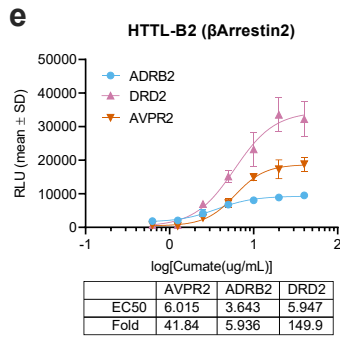 e
HTTL-B2 (βArrestin2)
RLU (mean ± SD)
50000
40000
30000
20000
10000
0
ADRB2
DRD2
AVPR2
-1 0 1 2
log[Cumate(ug/mL)]
AVPR2 ADRB2 DRD2
EC50 6.015 3.643 5.947
Fold 41.84 5.936 149.9